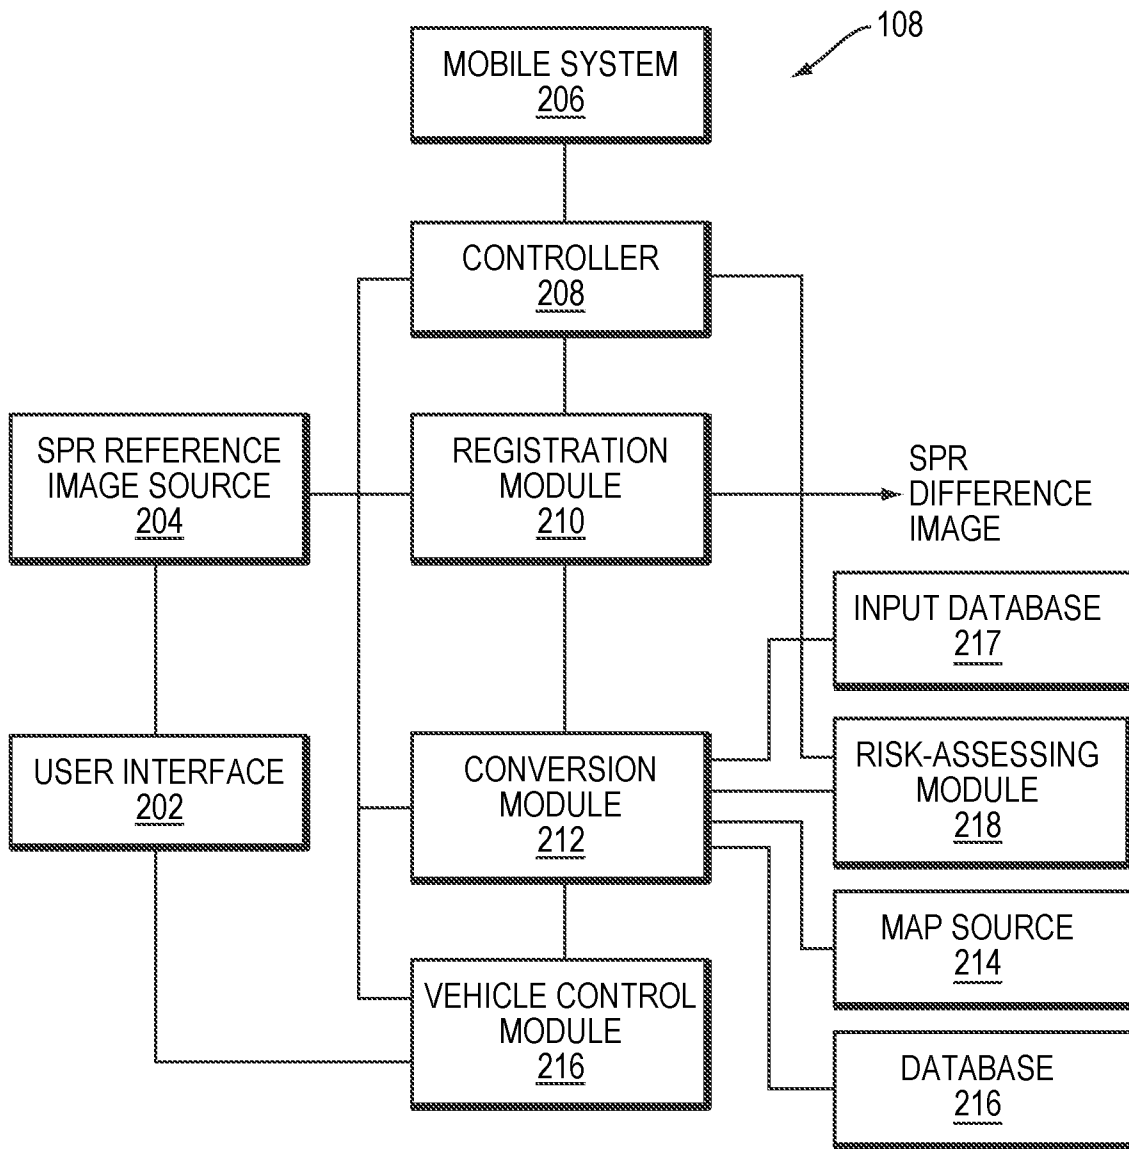 108
MOBILE SYSTEM
206
CONTROLLER
208
SPR REFERENCE
IMAGE SOURCE
204
REGISTRATION
MODULE
210
SPR
DIFFERENCE
IMAGE
INPUT DATABASE
217
USER INTERFACE
202
CONVERSION
MODULE
212
RISK-ASSESSING
MODULE
218
MAP SOURCE
214
VEHICLE CONTROL
MODULE
216
DATABASE
216